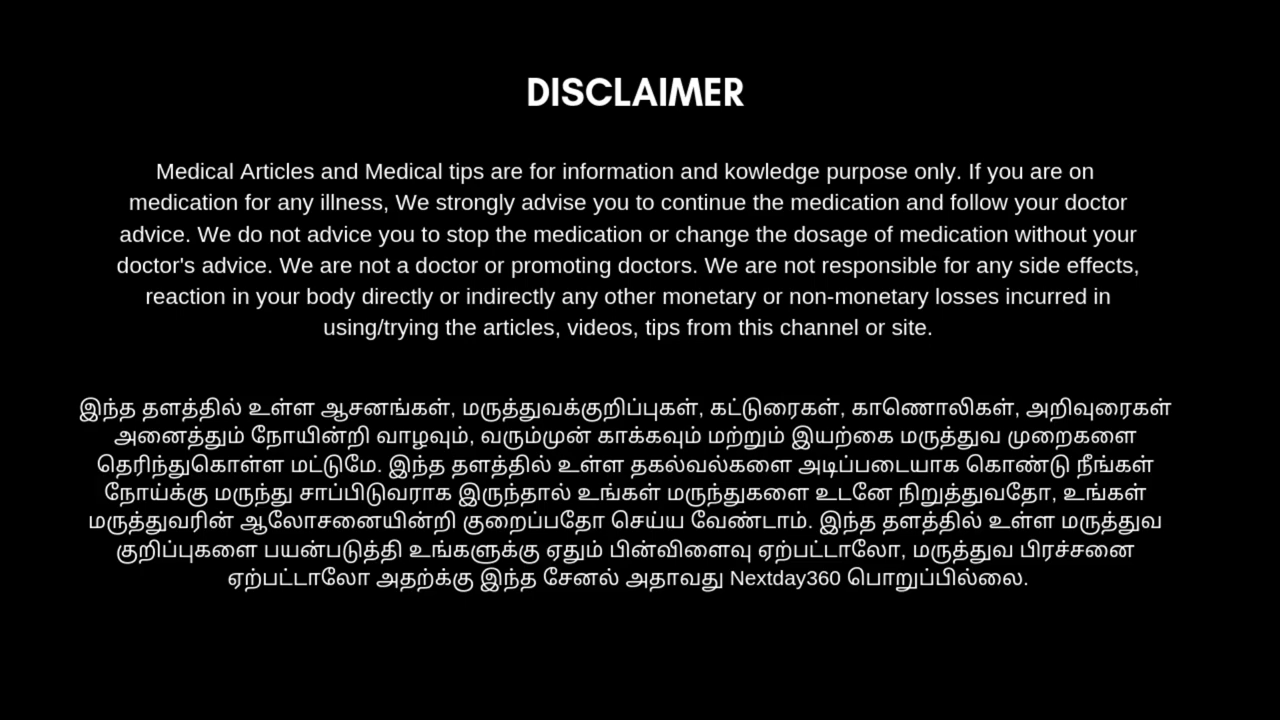 DISCLAIMER
Medical Articles and Medical tips are for information and kowledge purpose only. If you are on
medication for any illness, We strongly advise you to continue the medication and follow your doctor
advice. We do not advice you to stop the medication or change the dosage of medication without your
doctor's advice. We are not a doctor or promoting doctors. We are not responsible for any side effects,
reaction in your body directly or indirectly any other monetary or non-monetary losses incurred in
using/trying the articles, videos, tips from this channel or site.
இந்த தளத்தில் உள்ள ஆசனங்கள், மருத்துவக்குறிப்புகள், கட்டுரைகள், காணொலிகள், அறிவுரைகள்
அனைத்தும் நோயின்றி வாழவும், வரும்முன் காக்கவும் மற்றும் இயற்கை மருத்துவ முறைகளை
தெரிந்துகொள்ள மட்டுமே. இந்த தளத்தில் உள்ள தகல்வல்களை அடிப்படையாக கொண்டு நீங்கள்
நோய்க்கு மருந்து சாப்பிடுவராக இருந்தால் உங்கள் மருந்துகளை உடனே நிறுத்துவதோ, உங்கள்
மருத்துவரின் ஆலோசனையின்றி குறைப்பதோ செய்ய வேண்டாம். இந்த தளத்தில் உள்ள மருத்துவ
குறிப்புகளை பயன்படுத்தி உங்களுக்கு ஏதும் பின்விளைவு ஏற்பட்டாலோ, மருத்துவ பிரச்சனை
ஏற்பட்டாலோ அதற்க்கு இந்த சேனல் அதாவது Nextday360 பொறுப்பில்லை.